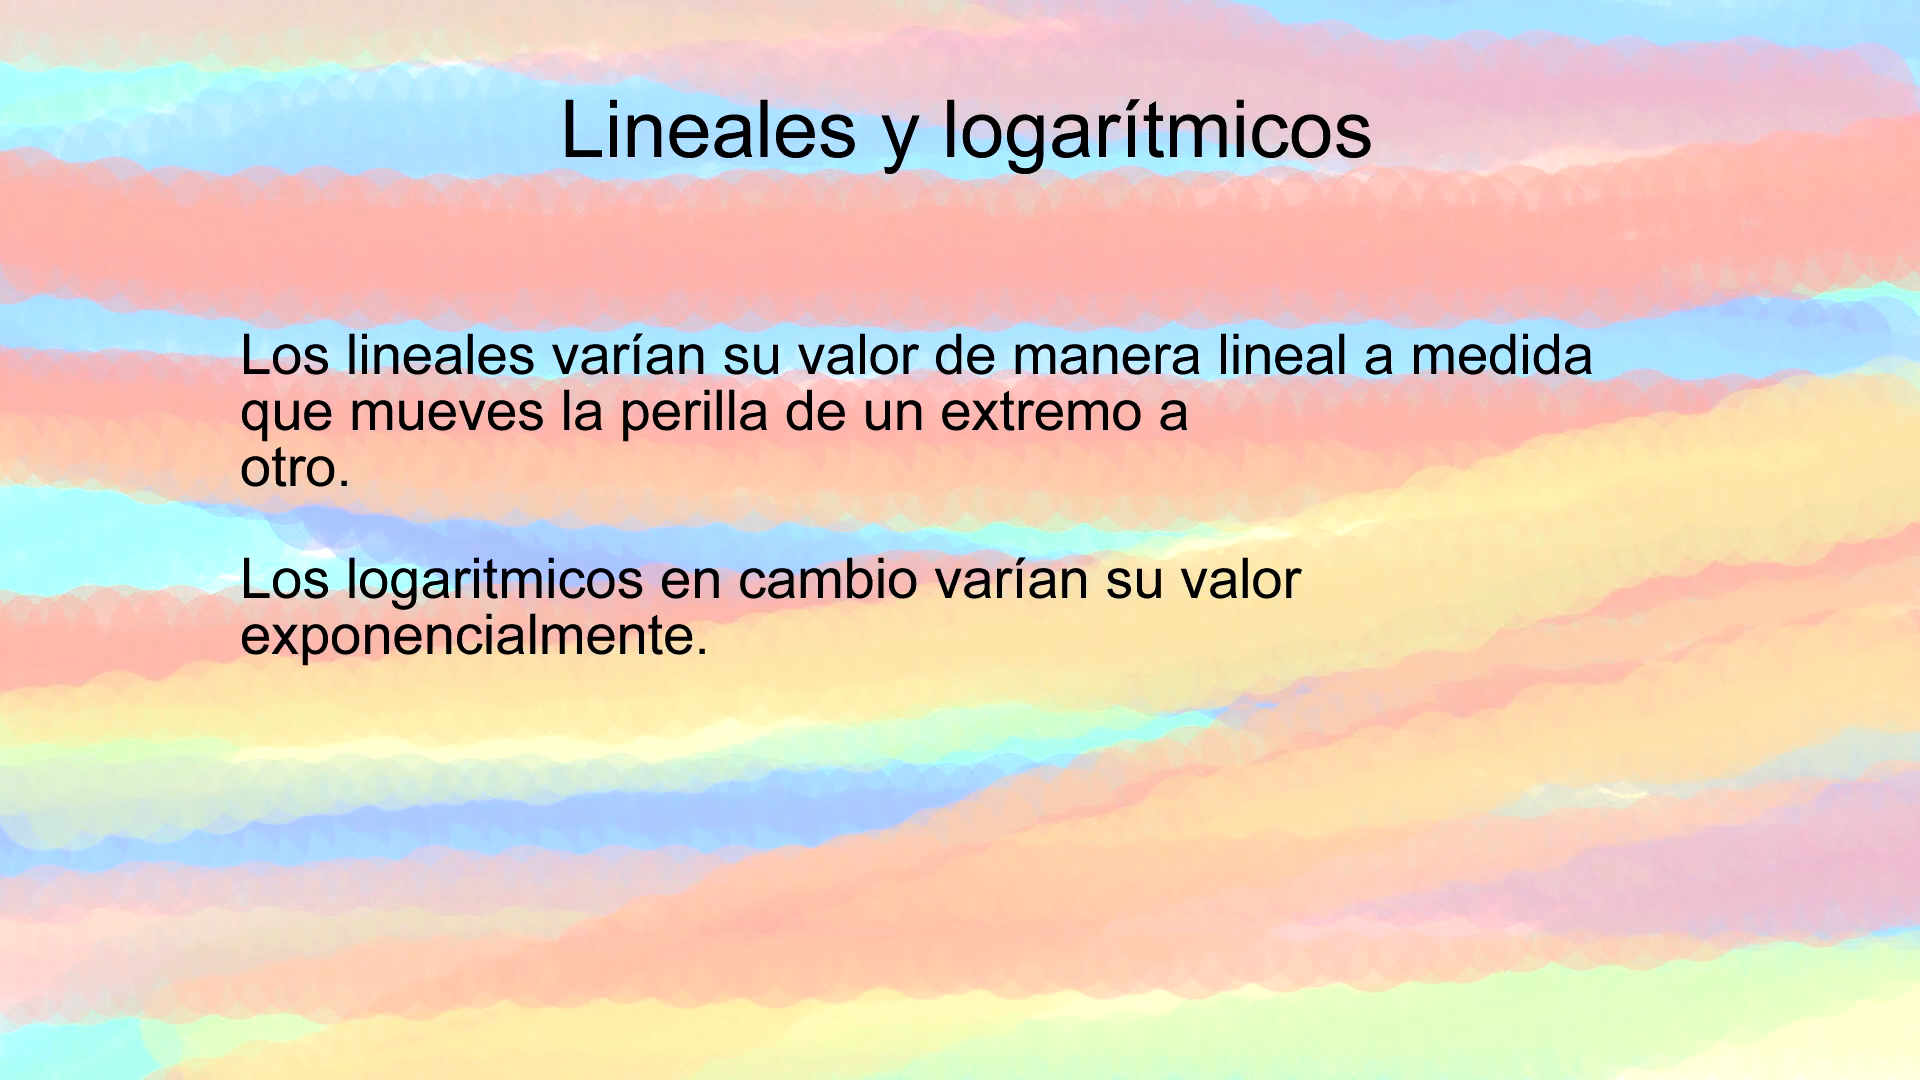 Lineales y logarítmicos
Los lineales varían su valor de manera lineal a medida
que mueves la perilla de un extremo a
otro.
Los logaritmicos en cambio varían su valor
exponencialmente.